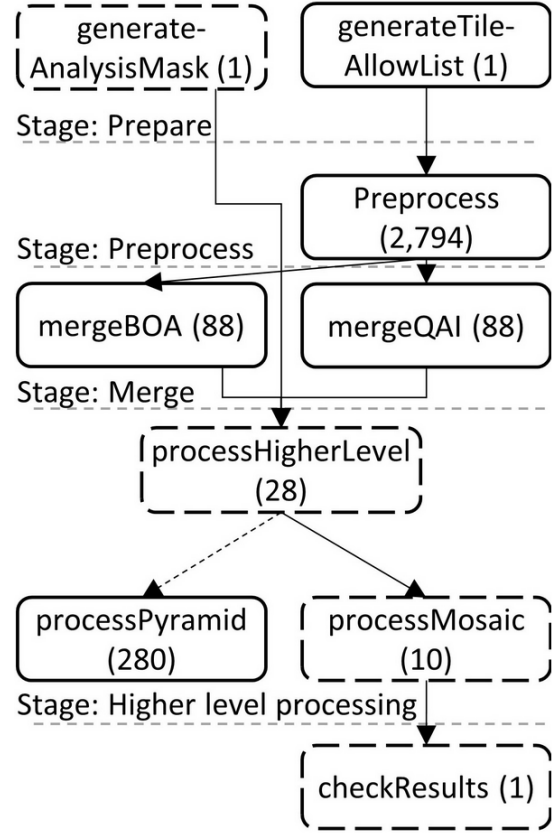 generate-
AnalysisMask (1)
generateTile-
AllowList (1)
Stage: Prepare
Preprocess
(2,794)
Stage: Preprocess
mergeBOA (88)
mergeQAI (88)
Stage: Merge
processHigherLevel
(28)
processPyramid
(280)
processMosaic
(10)
Stage: Higher level processing
checkResults (1)